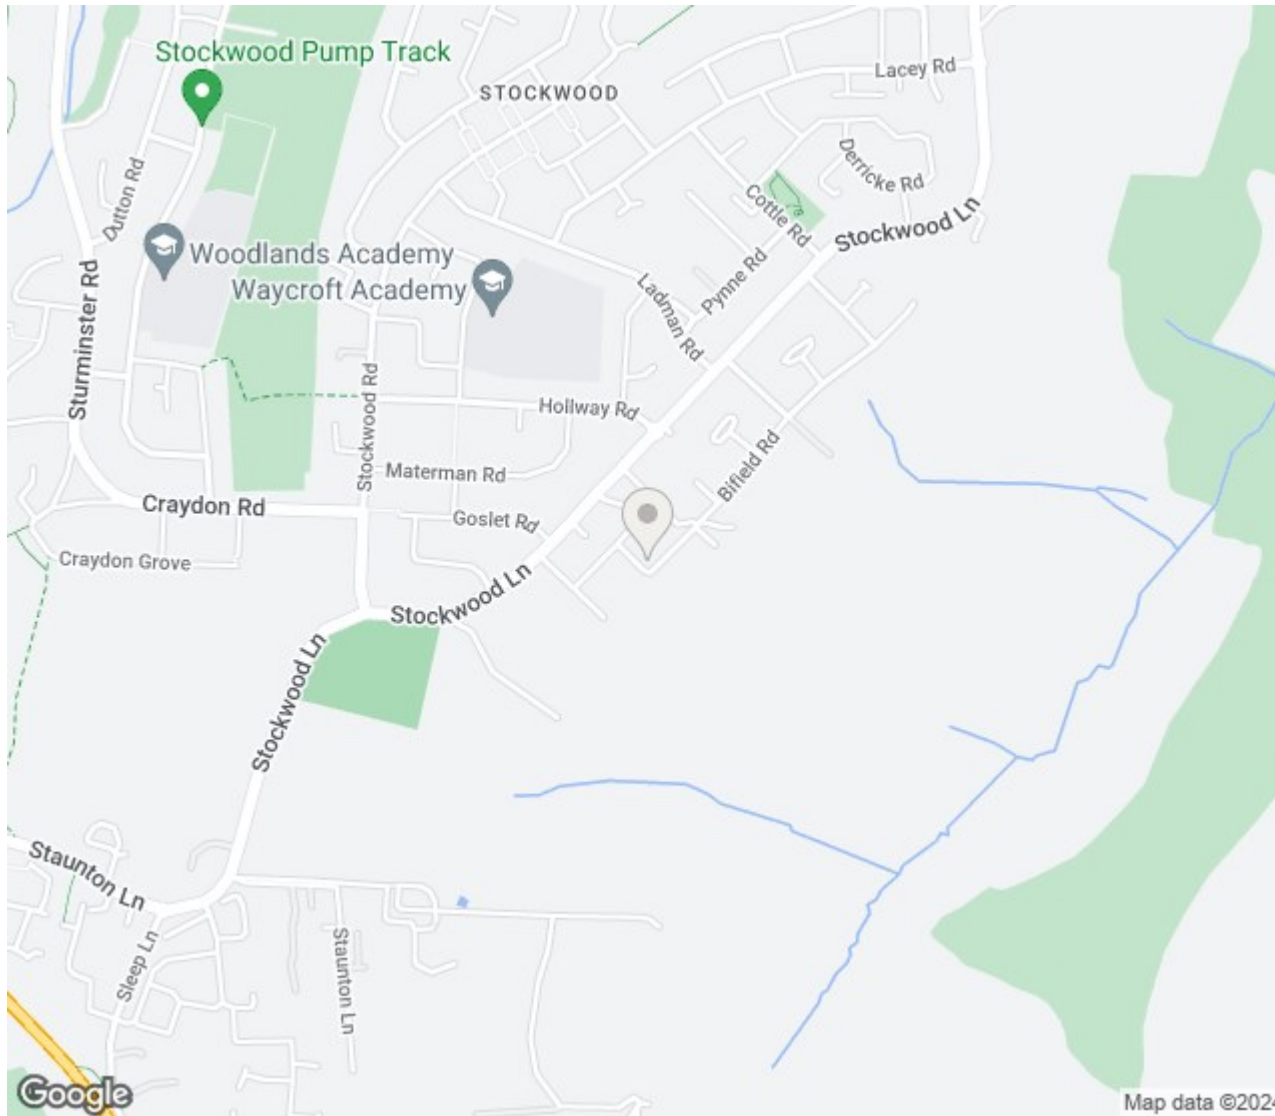 Stockwood Pump Track
STOCKWOOD
Lacey Rd
Dutton Rd
Derricke Rd
Cottle Rd
Stockwood Ln
Woodlands Academy
Waycroft Academy
Pynne Rd
Ladman Rd
Sturminster Rd
Stockwood Rd
Hollway Rd
Materman Rd
Bifield Rd
Craydon Rd
Goslet Rd
Craydon Grove
Stockwood Ln
Stockwood Ln
Staunton Ln
Sleep Ln
Staunton Ln
Google
Map data ©2024